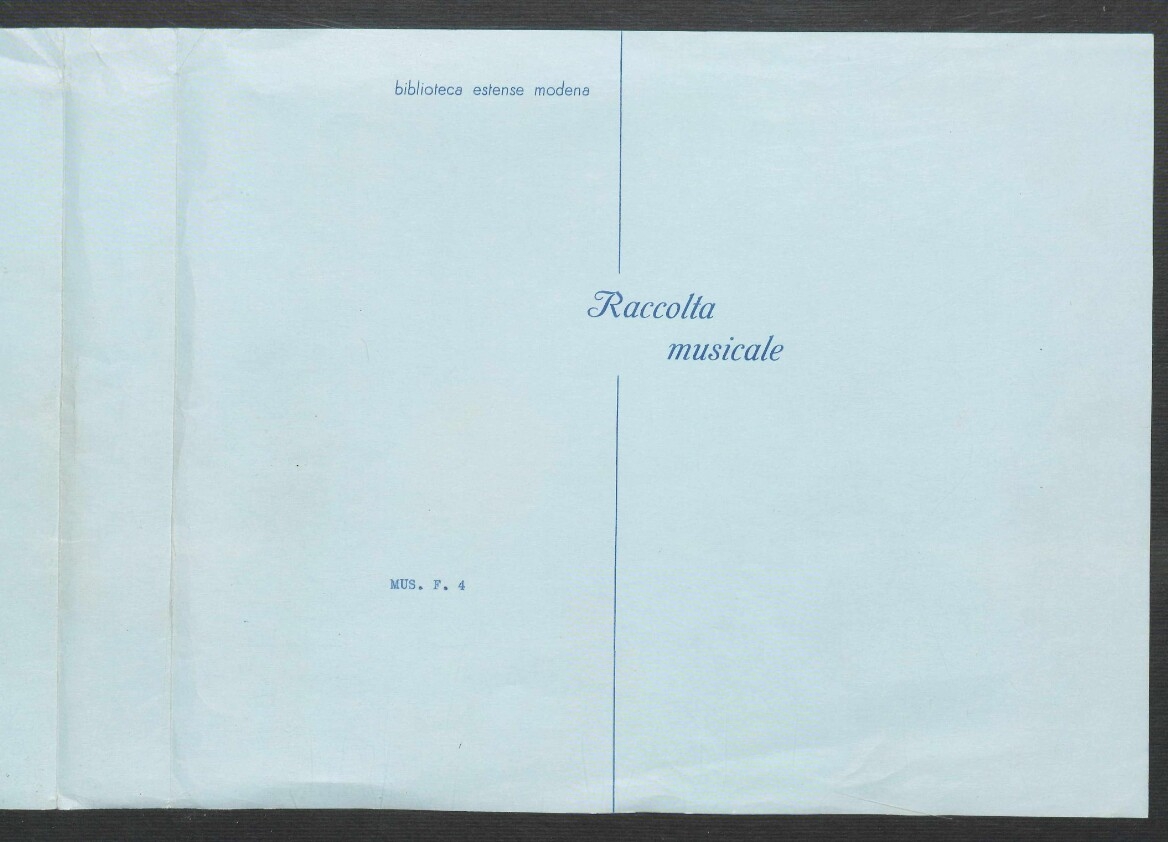 biblioteca estense modena
Raccolta
musicale
MUS. F. 4